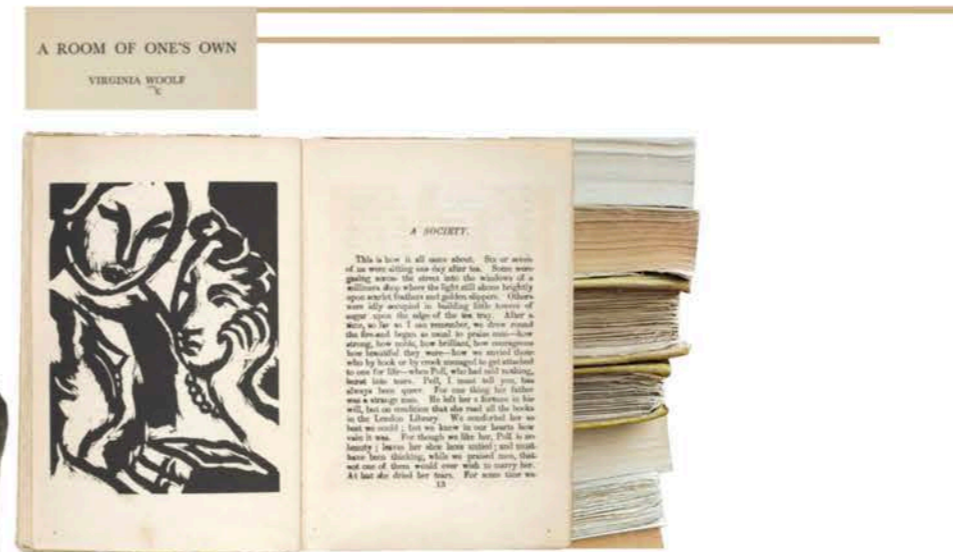 A ROOM OF ONE'S OWN
VIRGINIA WOOLF
A SOCIETY.
This is how it all came about. Six or seven
of us were sitting one day after tea. Some were
gazing across the street into the windows of a
milliner's shop where the light still shone brightly
upon scarlet feathers and golden slippers. Others
were idly occupied in building little towers of
sugar upon the edge of the tea tray. After a
time, so far as I can remember, we drew round
the fire and began as usual to praise men—how
strong, how noble, how brilliant, how courageous
how beautiful they were—how we envied those
who by hook or by crook managed to get attached
to one for life—when Poll, who had said nothing,
burst into tears. Poll, I must tell you, has
always been queer. For one thing her father
was a strange man. He left her a fortune in his
will, but on condition that she read all the books
in the London Library. We comforted her as
best we could; but we knew in our hearts how
vain it was. For though we like her, Poll is no
beauty; leaves her shoe laces untied; and must
have been thinking, while we praised men, that
not one of them would ever wish to marry her.
At last she dried her tears. For some time we
13